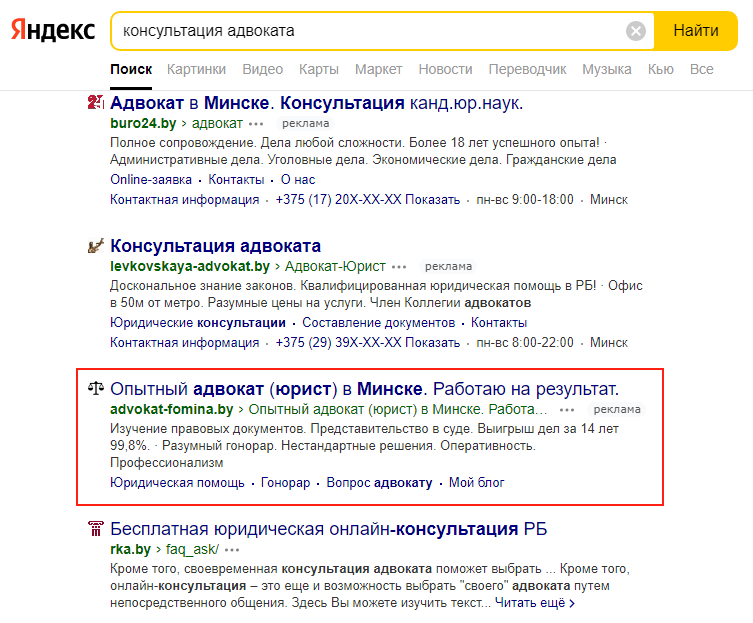 Яндекс
консультация адвоката
Найти
Поиск Картинки Видео Карты Маркет Новости Переводчик Музыка Кью Все
Адвокат в Минске. Консультация канд.юр.наук.
buro24.by › адвокат ••• реклама
Полное сопровождение. Дела любой сложности. Более 18 лет успешного опыта! ·
Административные дела. Уголовные дела. Экономические дела. Гражданские дела
Online-заявка · Контакты · О нас
Контактная информация · +375 (17) 20X-XX-XX Показать · пн-вс 9:00-18:00 · Минск
Консультация адвоката
levkovskaya-advokat.by › Адвокат-Юрист ••• реклама
Доскональное знание законов. Квалифицированная юридическая помощь в РБ! · Офис
в 50м от метро. Разумные цены на услуги. Член Коллегии адвокатов
Юридические консультации · Составление документов · Контакты
Контактная информация · +375 (29) 39X-XX-XX Показать · пн-вс 8:00-22:00 · Минск
Опытный адвокат (юрист) в Минске. Работаю на результат.
advokat-fomina.by › Опытный адвокат (юрист) в Минске. Работа... ••• реклама
Изучение правовых документов. Представительство в суде. Выигрыш дел за 14 лет
99,8%. · Разумный гонорар. Нестандартные решения. Оперативность.
Профессионализм
Юридическая помощь · Гонорар · Вопрос адвокату · Мой блог
Бесплатная юридическая онлайн-консультация РБ
rka.by › faq_ask/ •••
Кроме того, своевременная консультация адвоката поможет выбрать ... Кроме того,
онлайн-консультация – это еще и возможность выбрать "своего" адвоката путем
непосредственного общения. Здесь Вы можете изучить текст... Читать ещё ›